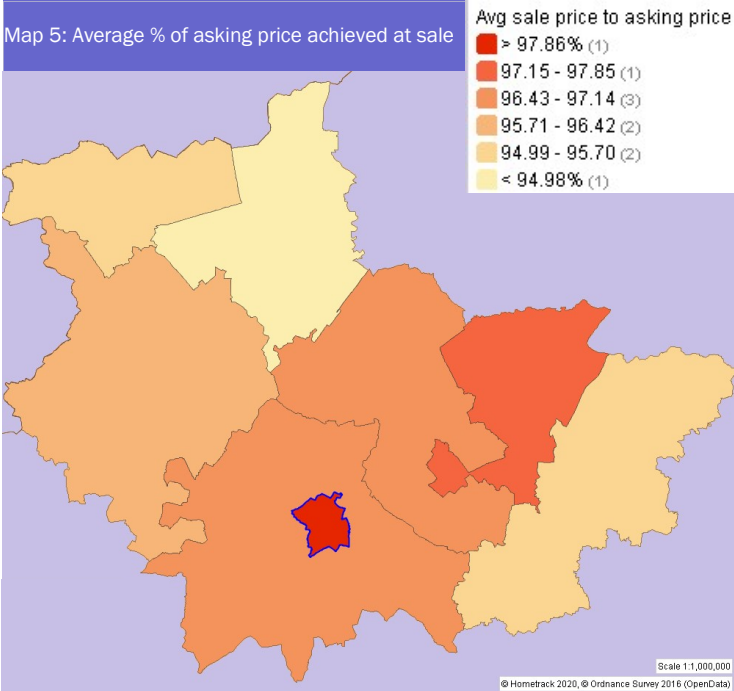 Map 5: Average % of asking price achieved at sale
Avg sale price to asking price
> 97.86% (1)
97.15 - 97.85 (1)
96.43 - 97.14 (3)
95.71 - 96.42 (2)
94.99 - 95.70 (2)
< 94.98% (1)
Scale 1:1,000,000
© Hometrack 2020, © Ordnance Survey 2016 (OpenData)